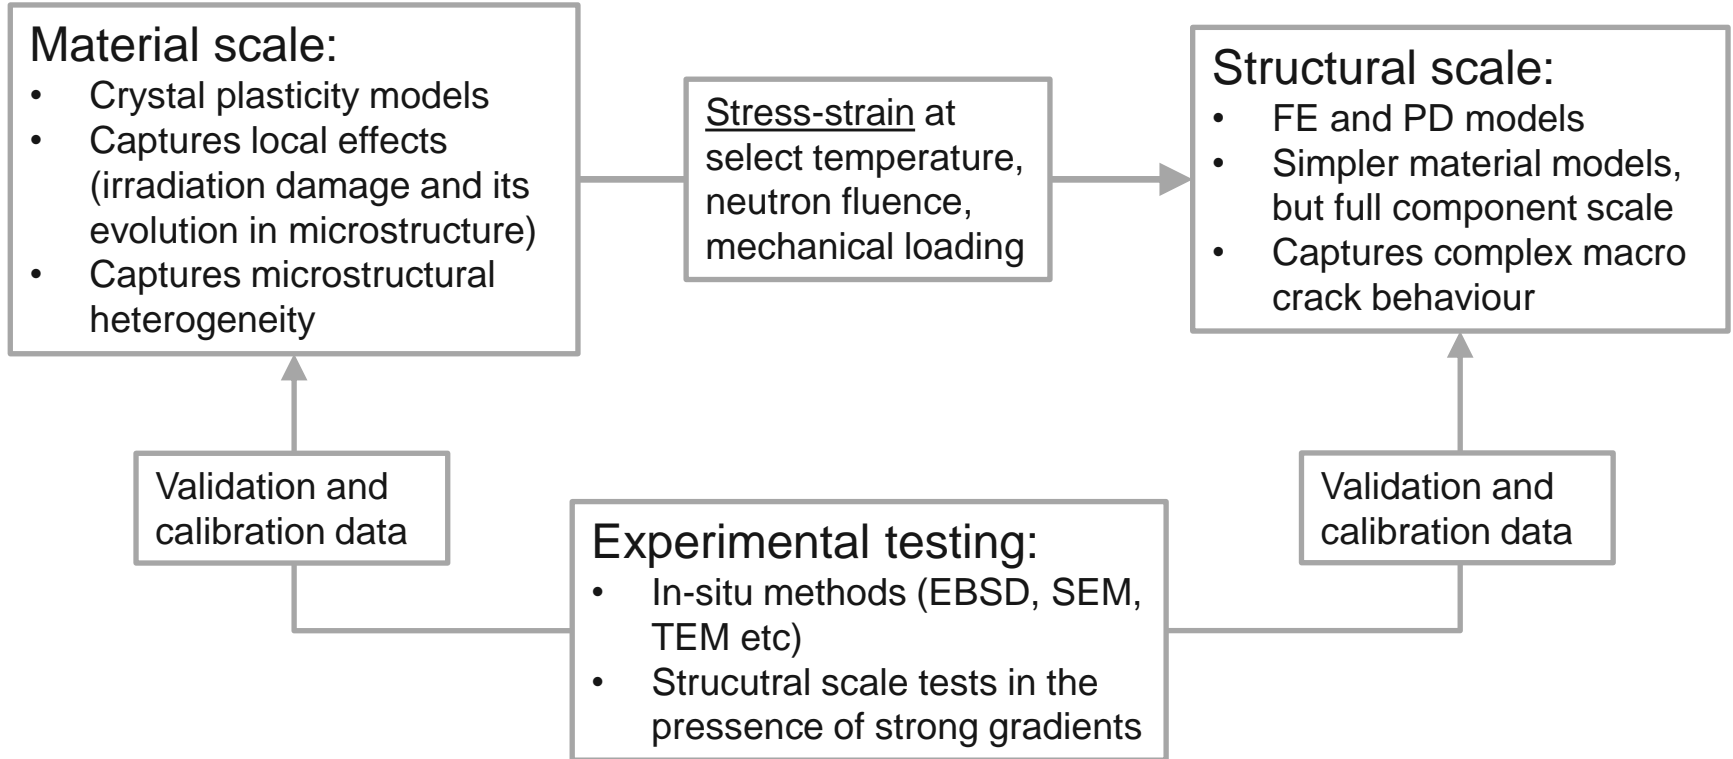 Material scale:
• Crystal plasticity models
• Captures local effects
(irradiation damage and its
evolution in microstructure)
• Captures microstructural
heterogeneity
Stress-strain at
select temperature,
neutron fluence,
mechanical loading
Structural scale:
• FE and PD models
• Simpler material models,
but full component scale
• Captures complex macro
crack behaviour
Validation and
calibration data
Experimental testing:
• In-situ methods (EBSD, SEM,
TEM etc)
• Strucutral scale tests in the
pressence of strong gradients
Validation and
calibration data